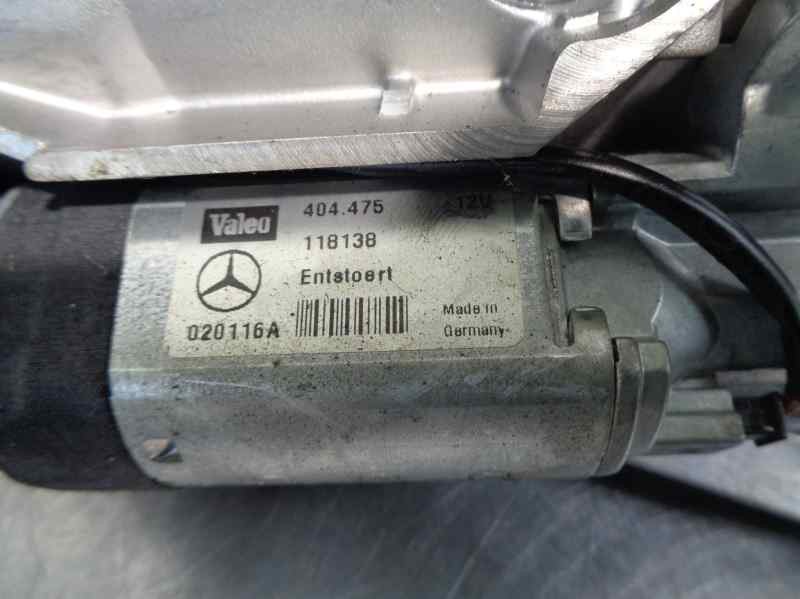 Valeo 404.475 12V
118138
Entstoert
020116A
Made in
Germany